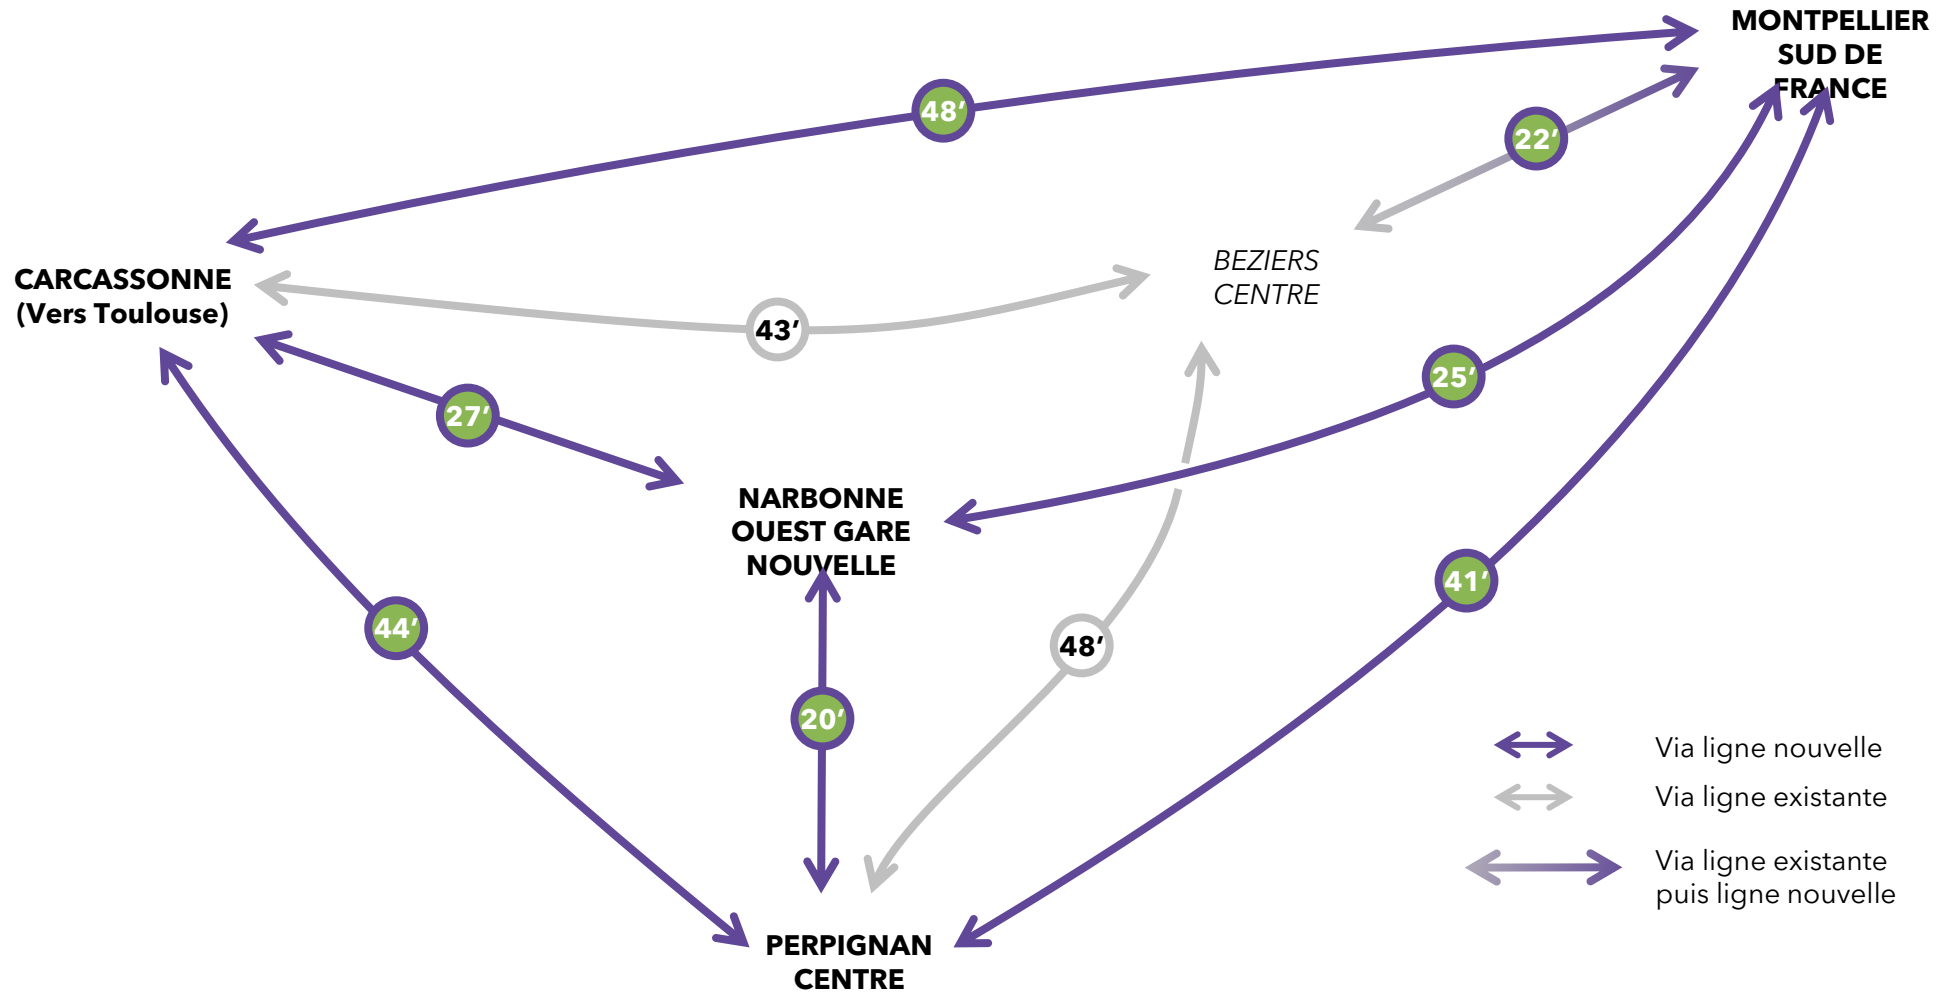 MONTPELLIER
SUD DE
FRANCE
48’
22’
BEZIERS
CENTRE
CARCASSONNE
(Vers Toulouse)
43’
25’
27’
NARBONNE
OUEST GARE
NOUVELLE
41’
44’
48’
20’
Via ligne nouvelle
Via ligne existante
Via ligne existante
puis ligne nouvelle
PERPIGNAN
CENTRE